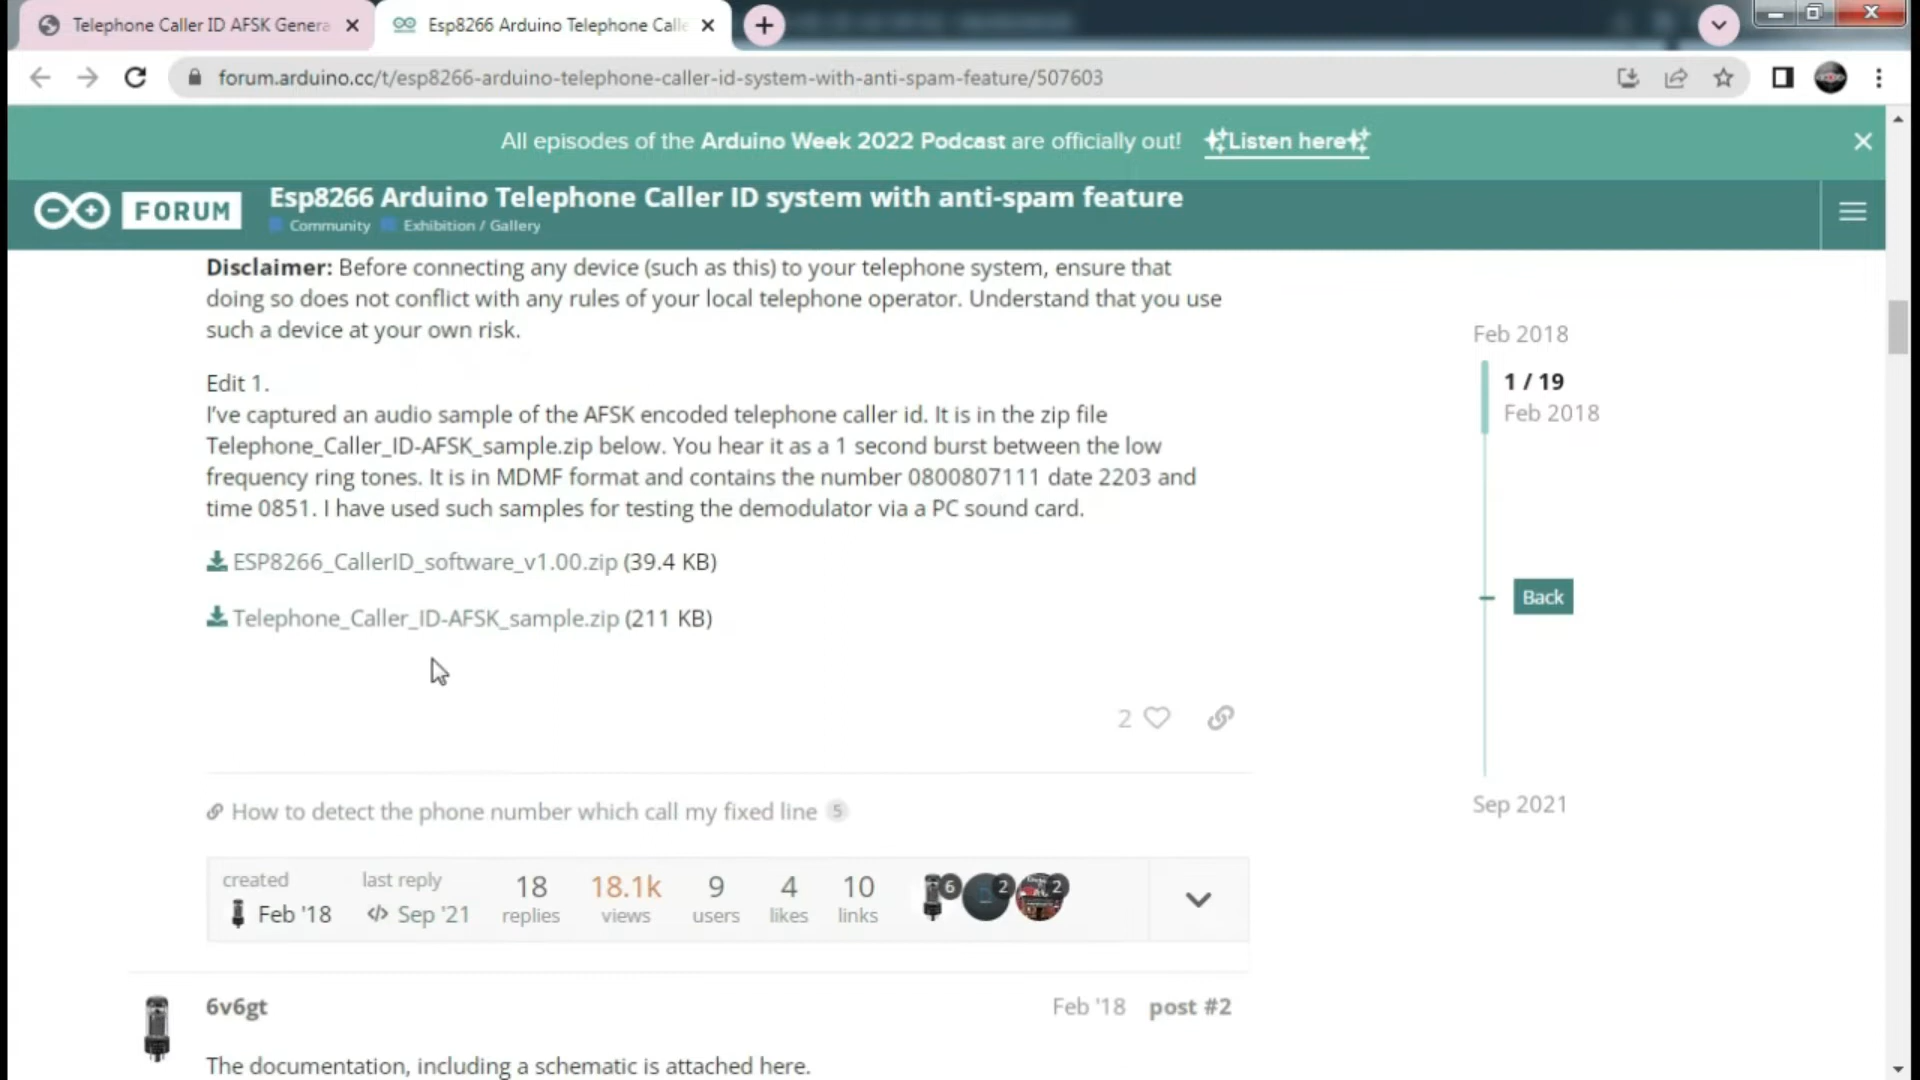 Telephone Caller ID AFSK Genera
Esp8266 Arduino Telephone Calle
forum.arduino.cc/t/esp8266-arduino-telephone-caller-id-system-with-anti-spam-feature/507603
All episodes of the Arduino Week 2022 Podcast are officially out! ✨Listen here✨
FORUM
Esp8266 Arduino Telephone Caller ID system with anti-spam feature
Community Exhibition / Gallery
Disclaimer: Before connecting any device (such as this) to your telephone system, ensure that
doing so does not conflict with any rules of your local telephone operator. Understand that you use
such a device at your own risk.
Edit 1.
I've captured an audio sample of the AFSK encoded telephone caller id. It is in the zip file
Telephone_Caller_ID-AFSK_sample.zip below. You hear it as a 1 second burst between the low
frequency ring tones. It is in MDMF format and contains the number 0800807111 date 2203 and
time 0851. I have used such samples for testing the demodulator via a PC sound card.
ESP8266_CallerID_software_v1.00.zip (39.4 KB)
Telephone_Caller_ID-AFSK_sample.zip (211 KB)
2
Feb 2018
1 / 19
Feb 2018
Back
Sep 2021
How to detect the phone number which call my fixed line 5
created
Feb '18
last reply
Sep '21
18
replies
18.1k
views
9
users
4
likes
10
links
6 2 2
6v6gt
Feb '18 post #2
The documentation, including a schematic is attached here.